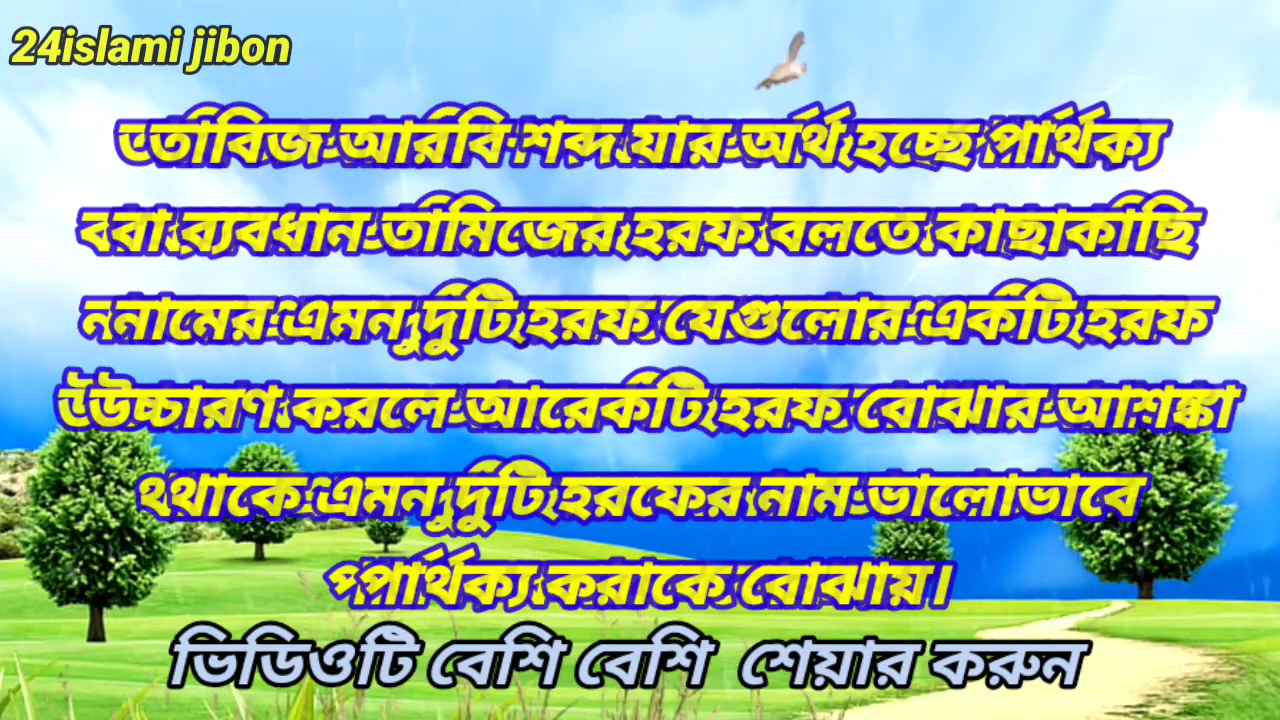 24islami jibon
তাবিজ আরবি শব্দ যার অর্থ হচ্ছে পার্থক্য
বা ব্যবধান তামিজের হরফ বলতে কাছাকাছি
নামের এমন দুটি হরফ যেগুলোর একটি হরফ
উচ্চারণ করলে আরেকটি হরফ বোঝার আশঙ্কা
থাকে এমন দুটি হরফের নাম ভালোভাবে
পার্থক্য করাকে বোঝায়।
ভিডিওটি বেশি বেশি শেয়ার করুন